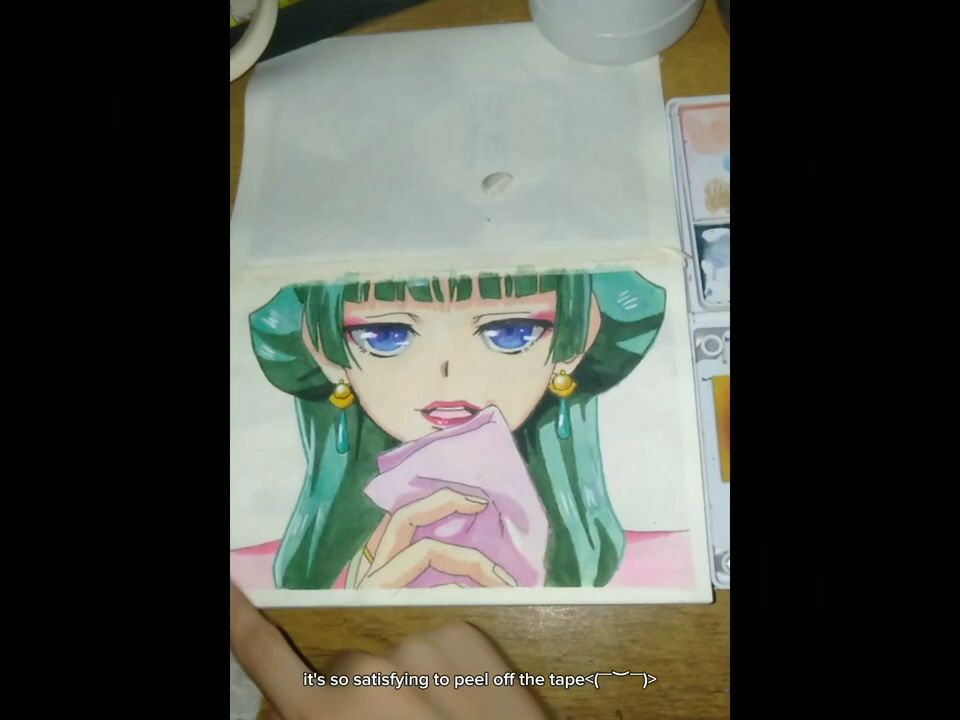 it's so satisfying to peel off the tape<(￣︶￣)>